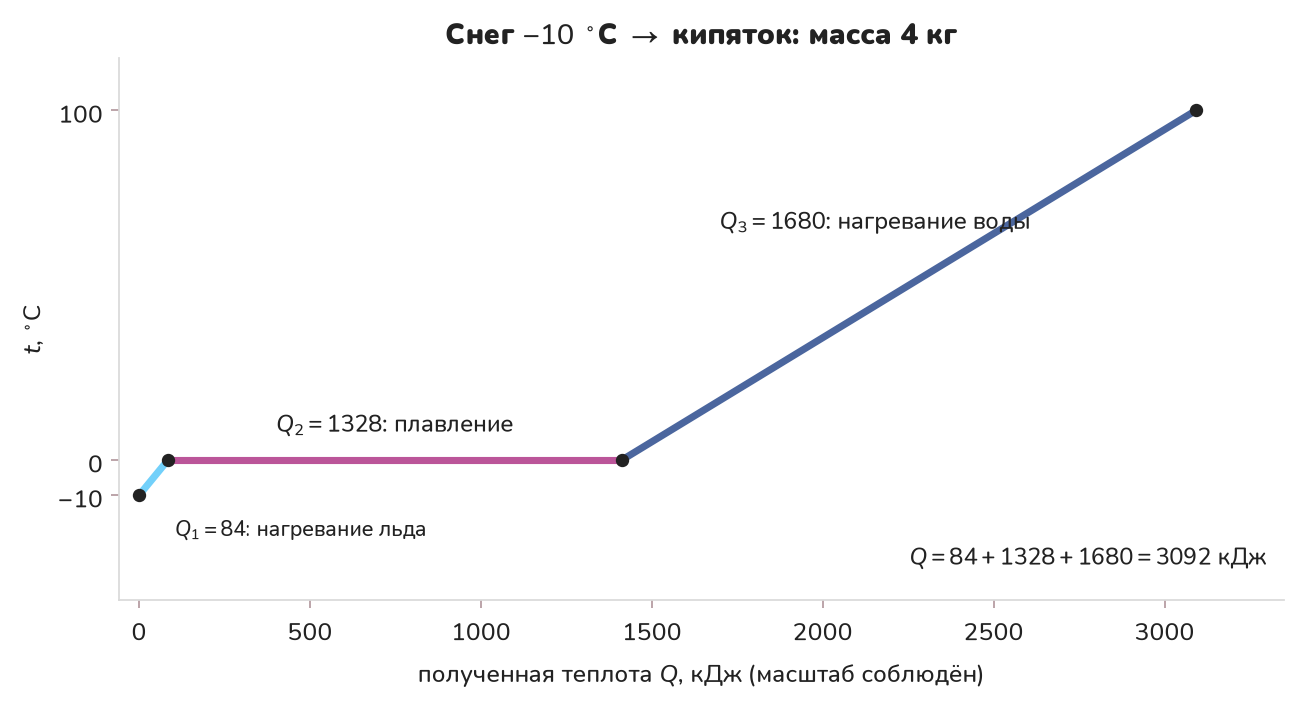 Снег −10 °C → кипяток: масса 4 кг
100
Q₃ = 1680: нагревание воды
t, °C
Q₂ = 1328: плавление
0
−10
Q₁ = 84: нагревание льда
Q = 84 + 1328 + 1680 = 3092 кДж
0 500 1000 1500 2000 2500 3000
полученная теплота Q, кДж (масштаб соблюдён)